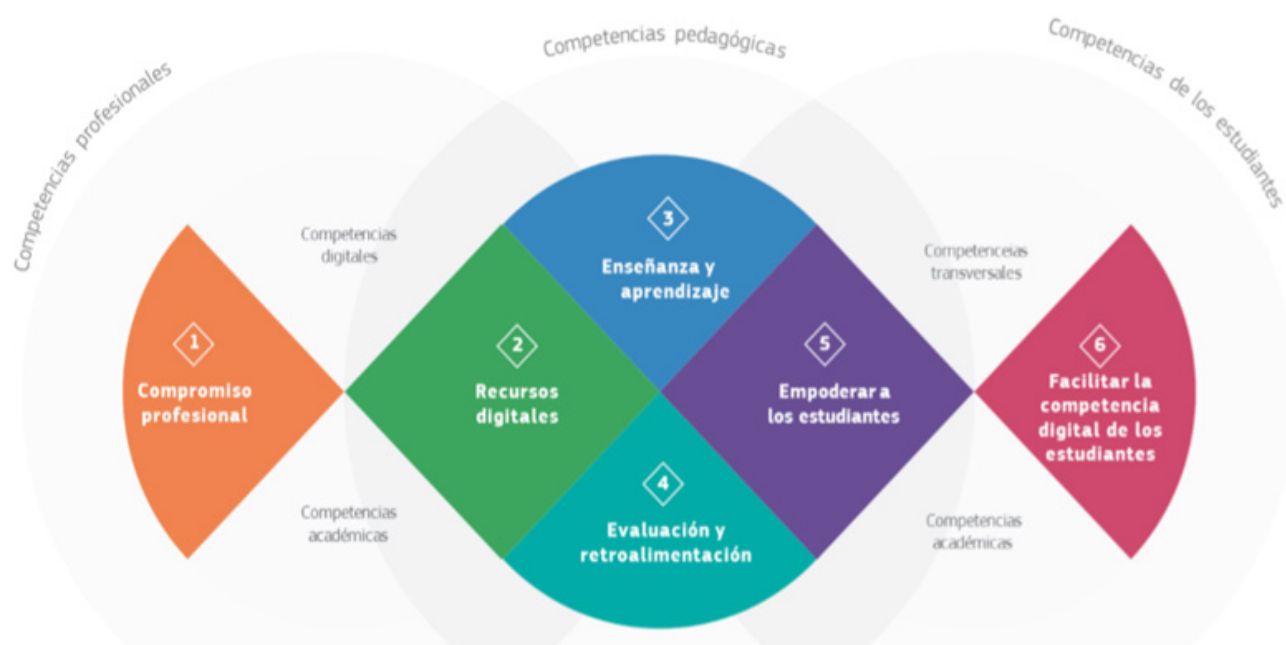 Competencias profesionales
Competencias pedagógicas
Competencias de los estudiantes
Competencias
digitales
Competenceias
transversales
1
Compromiso
profesional
2
Recursos
digitales
3
Enseñanza y
aprendizaje
4
Evaluación y
retroalimentación
5
Empoderar a
los estudiantes
6
Facilitar la
competencia
digital de los
estudiantes
Competencias
académicas
Competencias
académicas